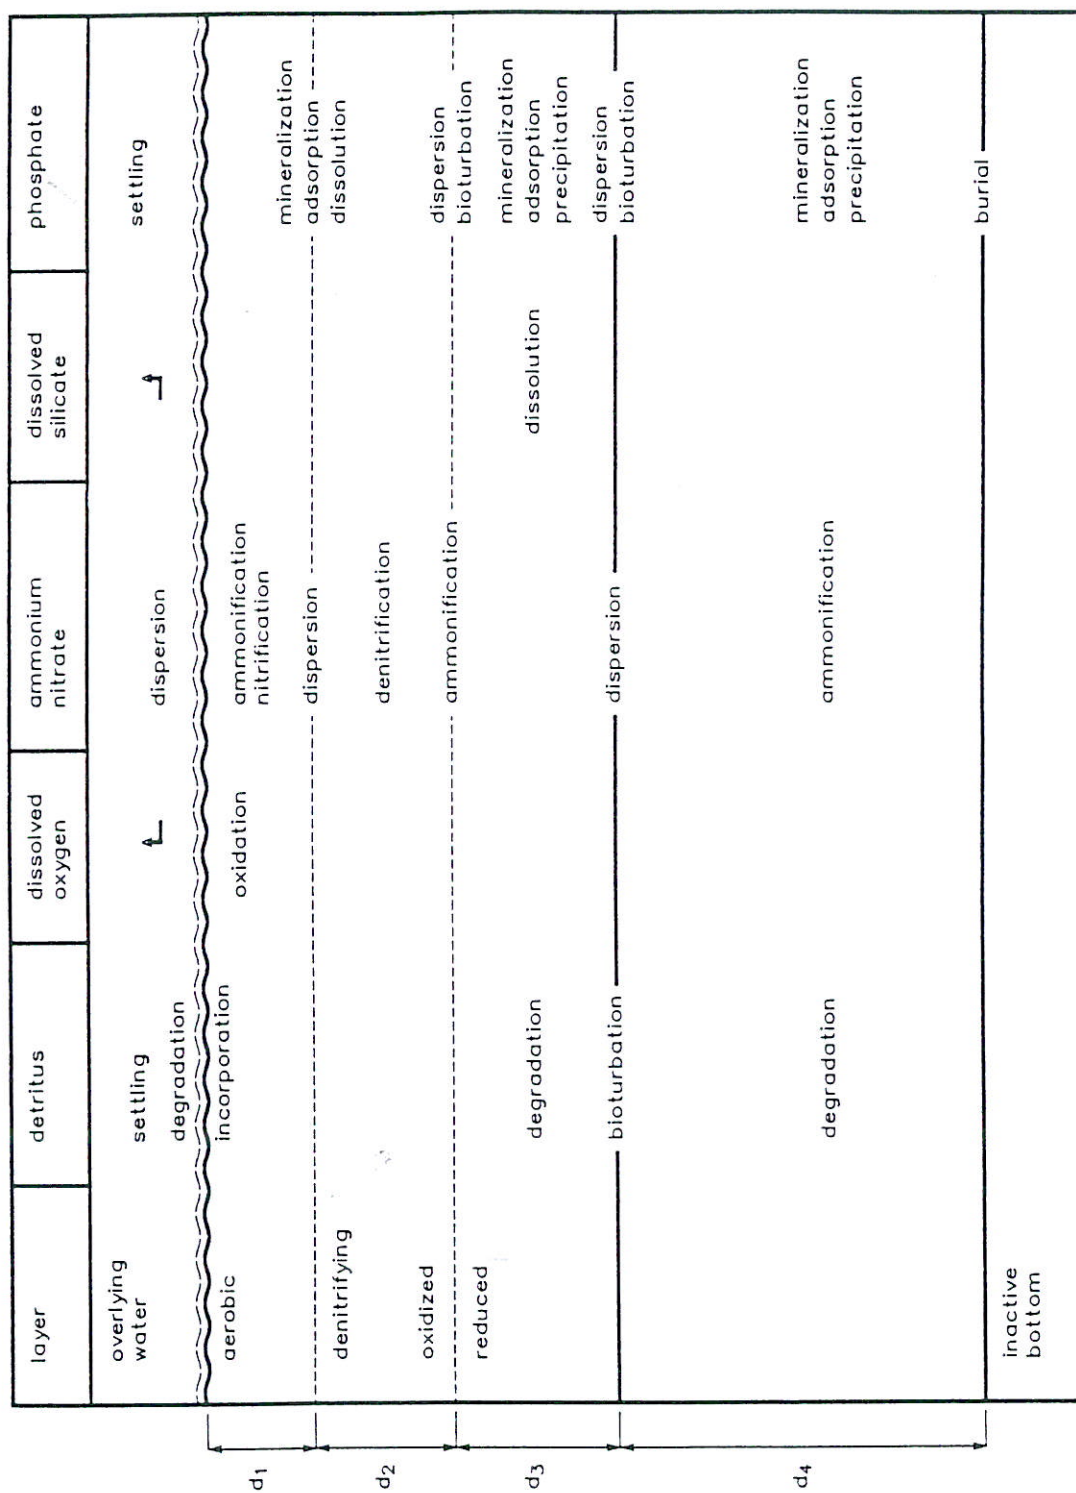 layer
detritus
dissolved
oxygen
ammonium
nitrate
dissolved
silicate
phosphate
overlying
water
settling
degradation
dispersion
settling
d1
aerobic
incorporation
oxidation
ammonification
nitrification
mineralization
adsorption
dissolution
dispersion
d2
denitrifying
denitrification
oxidized
ammonification
dispersion
bioturbation
d3
reduced
degradation
dissolution
mineralization
adsorption
precipitation
bioturbation
dispersion
dispersion
bioturbation
d4
degradation
ammonification
mineralization
adsorption
precipitation
burial
inactive
bottom